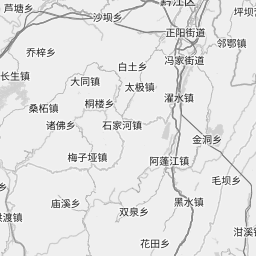 黔江区
芦塘乡
沙坝乡
正阳街道
坪坝
邻鄂镇
乔梓乡
冯家街道
白土乡
长生镇
大同镇
太极镇
桐楼乡
濯水镇
桑柘镇
诸佛乡
石家河镇
金洞乡
梅子垭镇
阿蓬江镇
毛坝乡
庙溪乡
黑水镇
双泉乡
洪渡镇
泔溪镇
花田乡